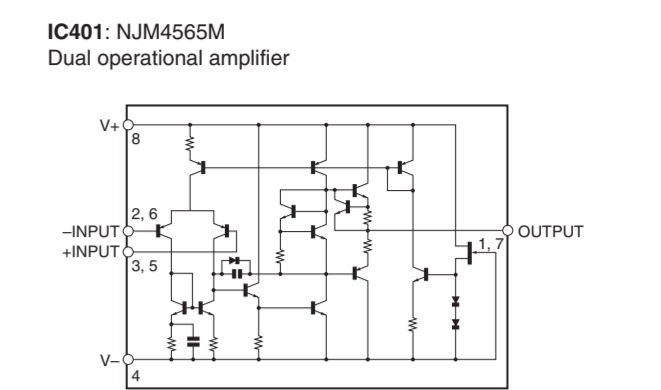 IC401: NJM4565M
Dual operational amplifier
V+
8
2, 6
–INPUT
+INPUT
3, 5
1, 7
OUTPUT
V–
4